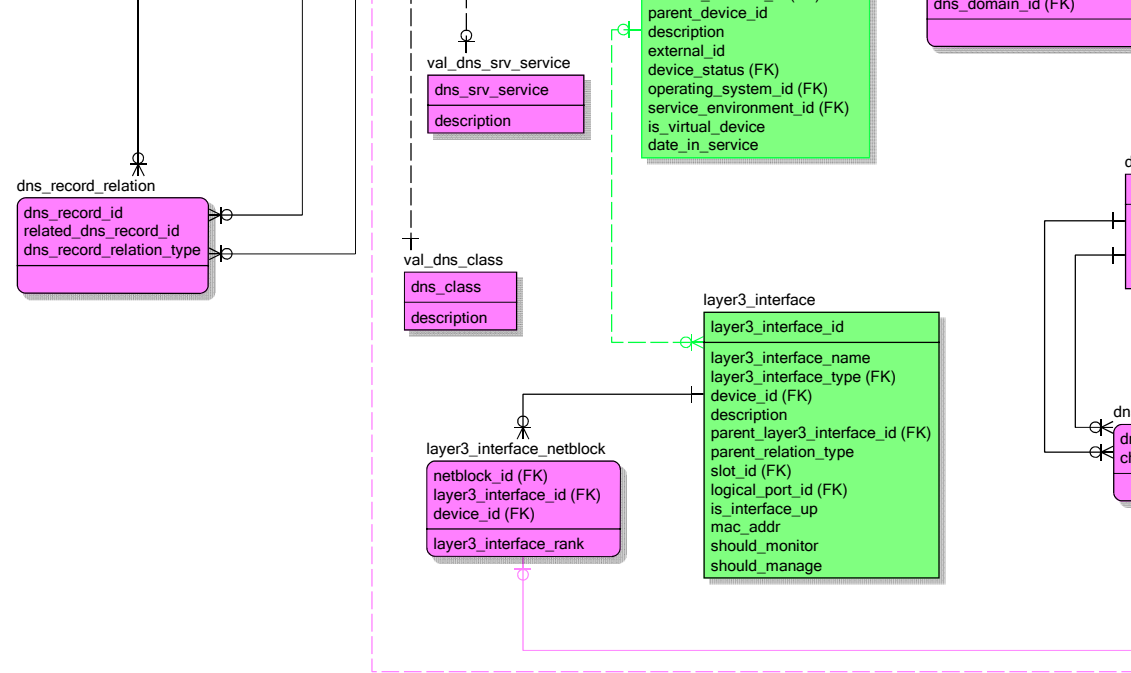 parent_device_id
description
external_id
device_status (FK)
operating_system_id (FK)
service_environment_id (FK)
is_virtual_device
date_in_service
dns_domain_id (FK)
val_dns_srv_service
dns_srv_service
description
dns_record_relation
dns_record_id
related_dns_record_id
dns_record_relation_type
val_dns_class
dns_class
description
layer3_interface
layer3_interface_id
layer3_interface_name
layer3_interface_type (FK)
device_id (FK)
description
parent_layer3_interface_id (FK)
parent_relation_type
slot_id (FK)
logical_port_id (FK)
is_interface_up
mac_addr
should_monitor
should_manage
layer3_interface_netblock
netblock_id (FK)
layer3_interface_id (FK)
device_id (FK)
layer3_interface_rank